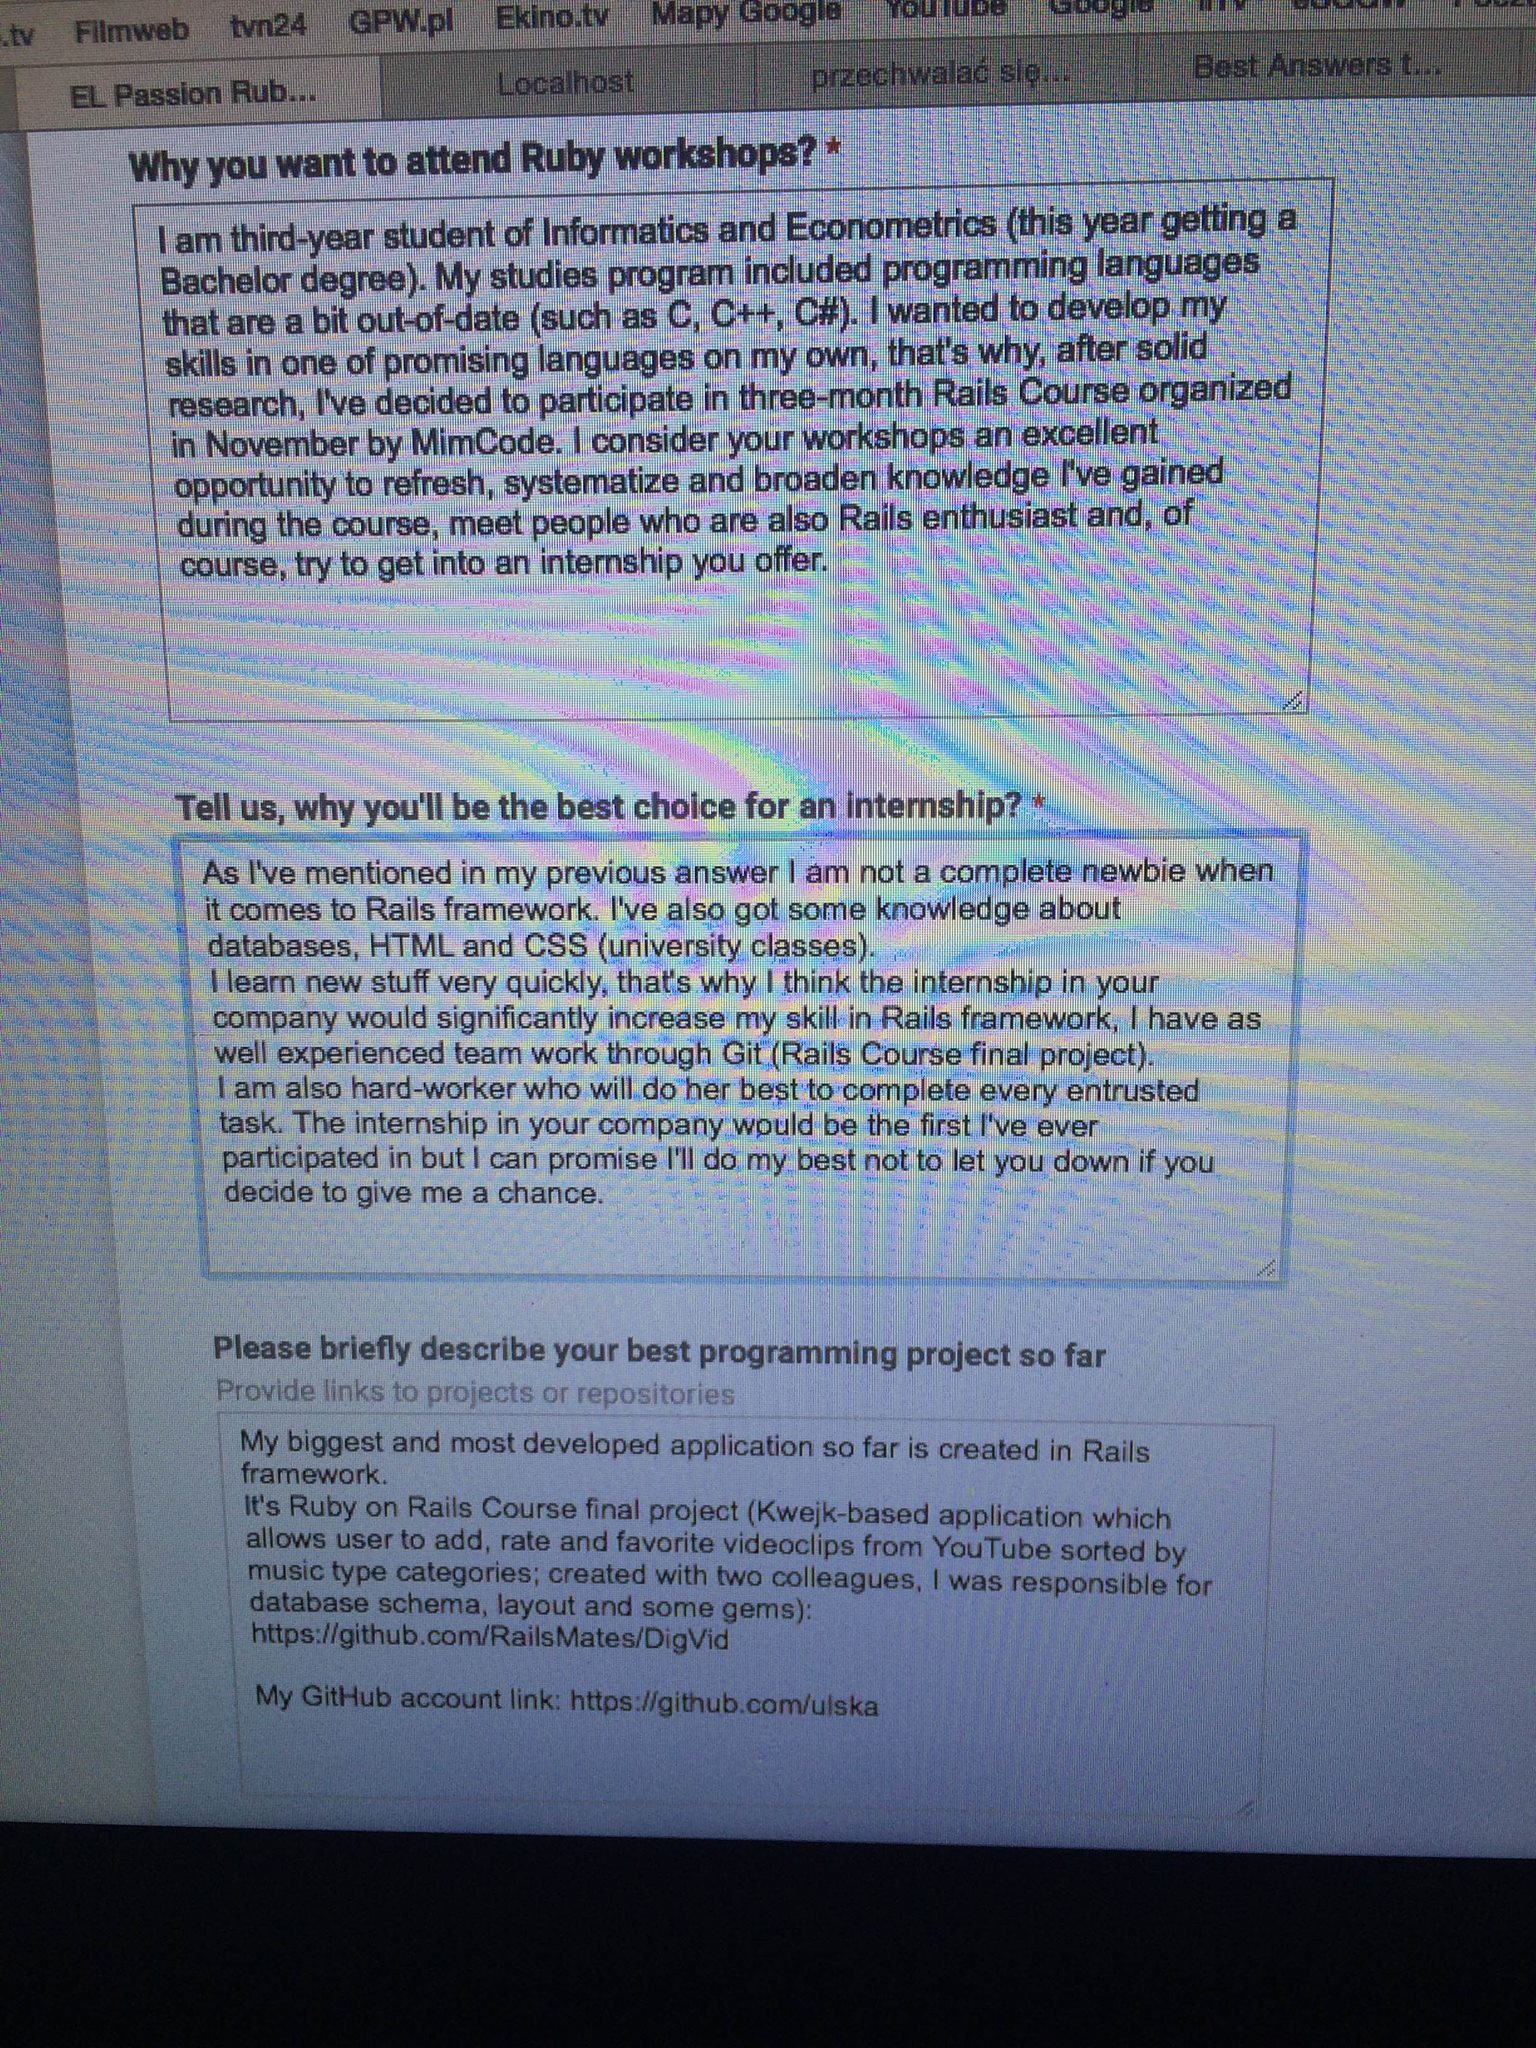 .tv Filmweb tvn24 GPW.pl Ekino.tv Mapy Google YouTube Google
EL Passion Rub... Localhost przechwalać się... Best Answers t...
Why you want to attend Ruby workshops? *
I am third-year student of Informatics and Econometrics (this year getting a
Bachelor degree). My studies program included programming languages
that are a bit out-of-date (such as C, C++, C#). I wanted to develop my
skills in one of promising languages on my own, that's why, after solid
research, I've decided to participate in three-month Rails Course organized
in November by MimCode. I consider your workshops an excellent
opportunity to refresh, systematize and broaden knowledge I've gained
during the course, meet people who are also Rails enthusiast and, of
course, try to get into an internship you offer.
Tell us, why you'll be the best choice for an internship? *
As I've mentioned in my previous answer I am not a complete newbie when
it comes to Rails framework. I've also got some knowledge about
databases, HTML and CSS (university classes).
I learn new stuff very quickly, that's why I think the internship in your
company would significantly increase my skill in Rails framework, I have as
well experienced team work through Git (Rails Course final project).
I am also hard-worker who will do her best to complete every entrusted
task. The internship in your company would be the first I've ever
participated in but I can promise I'll do my best not to let you down if you
decide to give me a chance.
Please briefly describe your best programming project so far
Provide links to projects or repositories
My biggest and most developed application so far is created in Rails
framework.
It's Ruby on Rails Course final project (Kwejk-based application which
allows user to add, rate and favorite videoclips from YouTube sorted by
music type categories; created with two colleagues, I was responsible for
database schema, layout and some gems):
https://github.com/RailsMates/DigVid
My GitHub account link: https://github.com/ulska